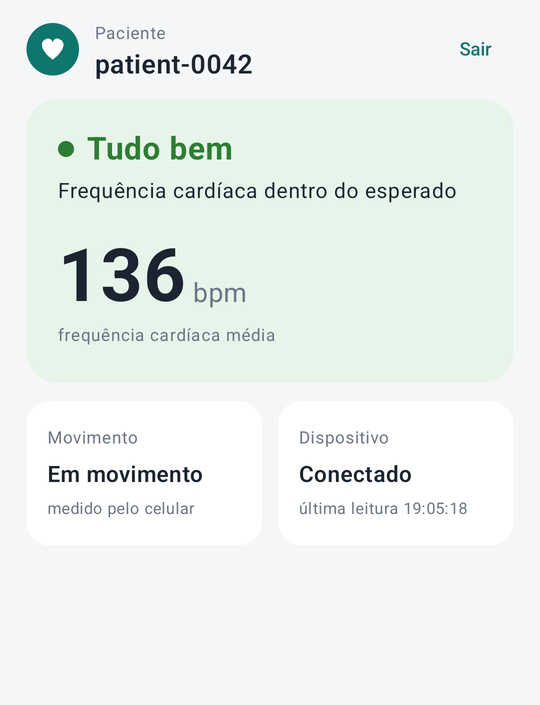 Paciente
patient-0042
Sair
Tudo bem
Frequência cardíaca dentro do esperado
136 bpm
frequência cardíaca média
Movimento
Em movimento
medido pelo celular
Dispositivo
Conectado
última leitura 19:05:18